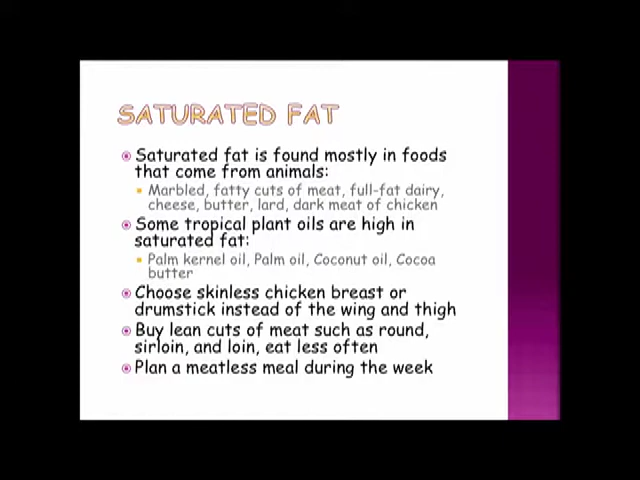 SATURATED FAT
Saturated fat is found mostly in foods
that come from animals:
Marbled, fatty cuts of meat, full-fat dairy,
cheese, butter, lard, dark meat of chicken
Some tropical plant oils are high in
saturated fat:
Palm kernel oil, Palm oil, Coconut oil, Cocoa
butter
Choose skinless chicken breast or
drumstick instead of the wing and thigh
Buy lean cuts of meat such as round,
sirloin, and loin, eat less often
Plan a meatless meal during the week